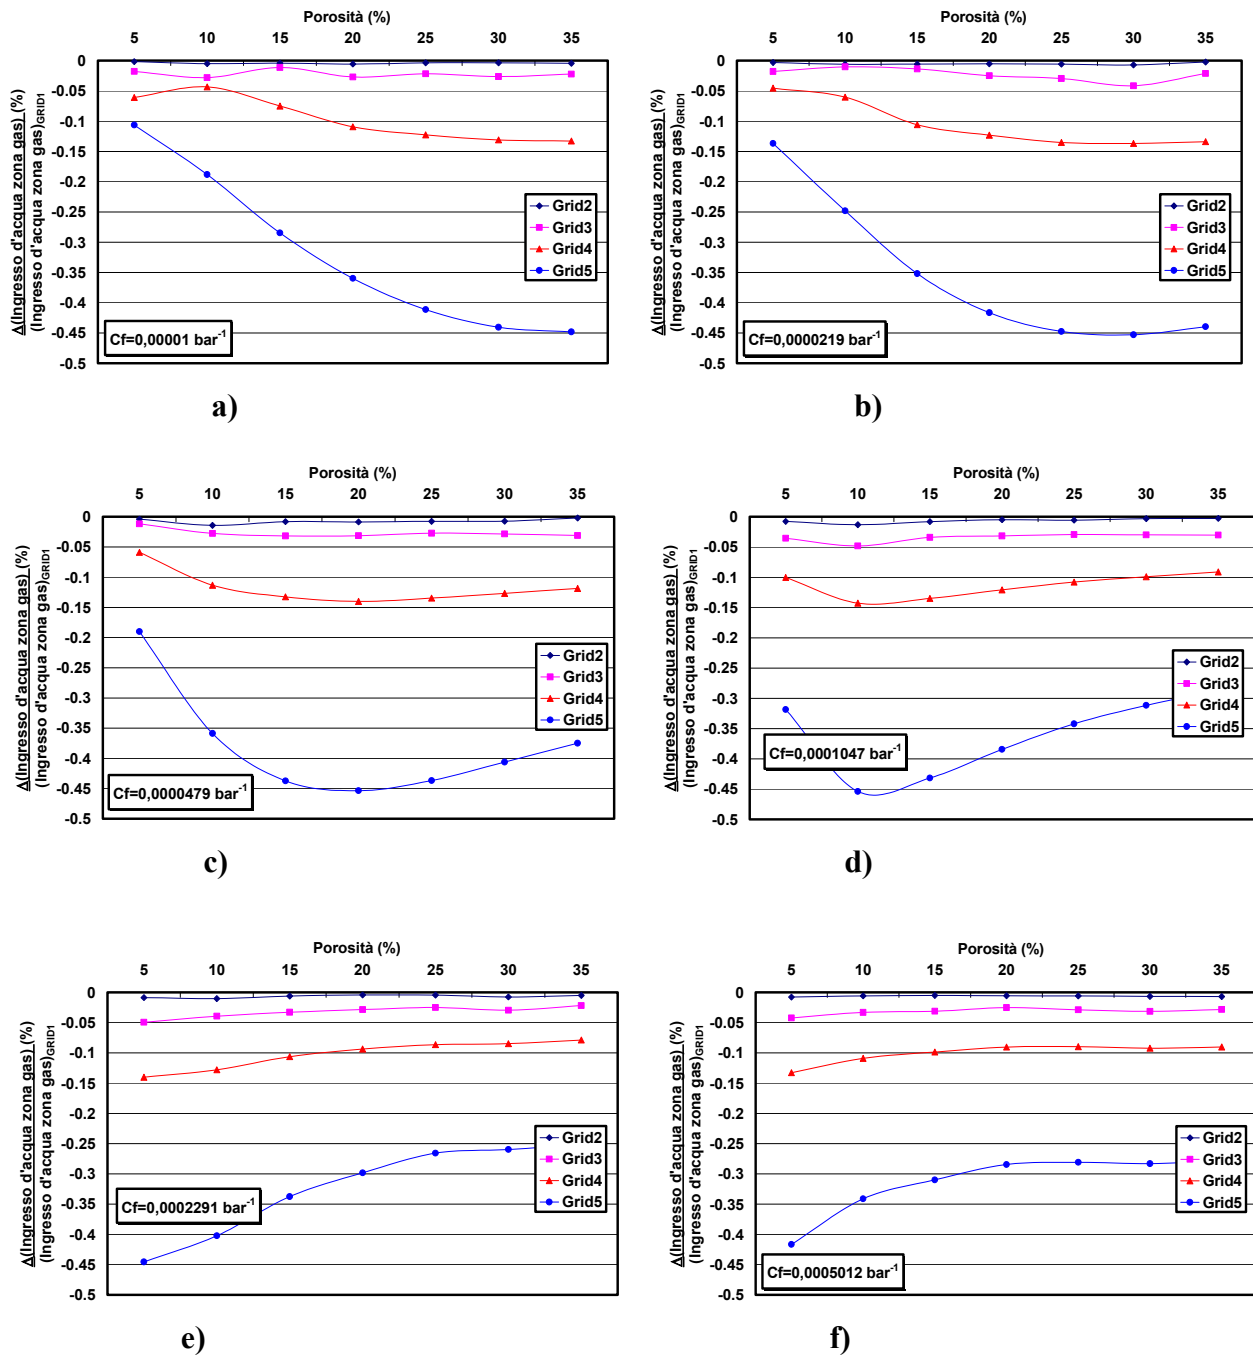 Porosità (%)
5 10 15 20 25 30 35
0
-0.05
-0.1
-0.15
-0.2
-0.25
-0.3
-0.35
-0.4
-0.45
-0.5
Δ(Ingresso d'acqua zona gas) (%)
(Ingresso d'acqua zona gas)GRID1
Grid2
Grid3
Grid4
Grid5
Cf=0,00001 bar-1
a)
Porosità (%)
5 10 15 20 25 30 35
0
-0.05
-0.1
-0.15
-0.2
-0.25
-0.3
-0.35
-0.4
-0.45
-0.5
Δ(Ingresso d'acqua zona gas) (%)
(Ingresso d'acqua zona gas)GRID1
Grid2
Grid3
Grid4
Grid5
Cf=0,0000219 bar-1
b)
Porosità (%)
5 10 15 20 25 30 35
0
-0.05
-0.1
-0.15
-0.2
-0.25
-0.3
-0.35
-0.4
-0.45
-0.5
Δ(Ingresso d'acqua zona gas) (%)
(Ingresso d'acqua zona gas)GRID1
Grid2
Grid3
Grid4
Grid5
Cf=0,0000479 bar-1
c)
Porosità (%)
5 10 15 20 25 30 35
0
-0.05
-0.1
-0.15
-0.2
-0.25
-0.3
-0.35
-0.4
-0.45
-0.5
Δ(Ingresso d'acqua zona gas) (%)
(Ingresso d'acqua zona gas)GRID1
Grid2
Grid3
Grid4
Grid5
Cf=0,0001047 bar-1
d)
Porosità (%)
5 10 15 20 25 30 35
0
-0.05
-0.1
-0.15
-0.2
-0.25
-0.3
-0.35
-0.4
-0.45
-0.5
Δ(Ingresso d'acqua zona gas) (%)
(Ingresso d'acqua zona gas)GRID1
Grid2
Grid3
Grid4
Grid5
Cf=0,0002291 bar-1
e)
Porosità (%)
5 10 15 20 25 30 35
0
-0.05
-0.1
-0.15
-0.2
-0.25
-0.3
-0.35
-0.4
-0.45
-0.5
Δ(Ingresso d'acqua zona gas) (%)
(Ingresso d'acqua zona gas)GRID1
Grid2
Grid3
Grid4
Grid5
Cf=0,0005012 bar-1
f)